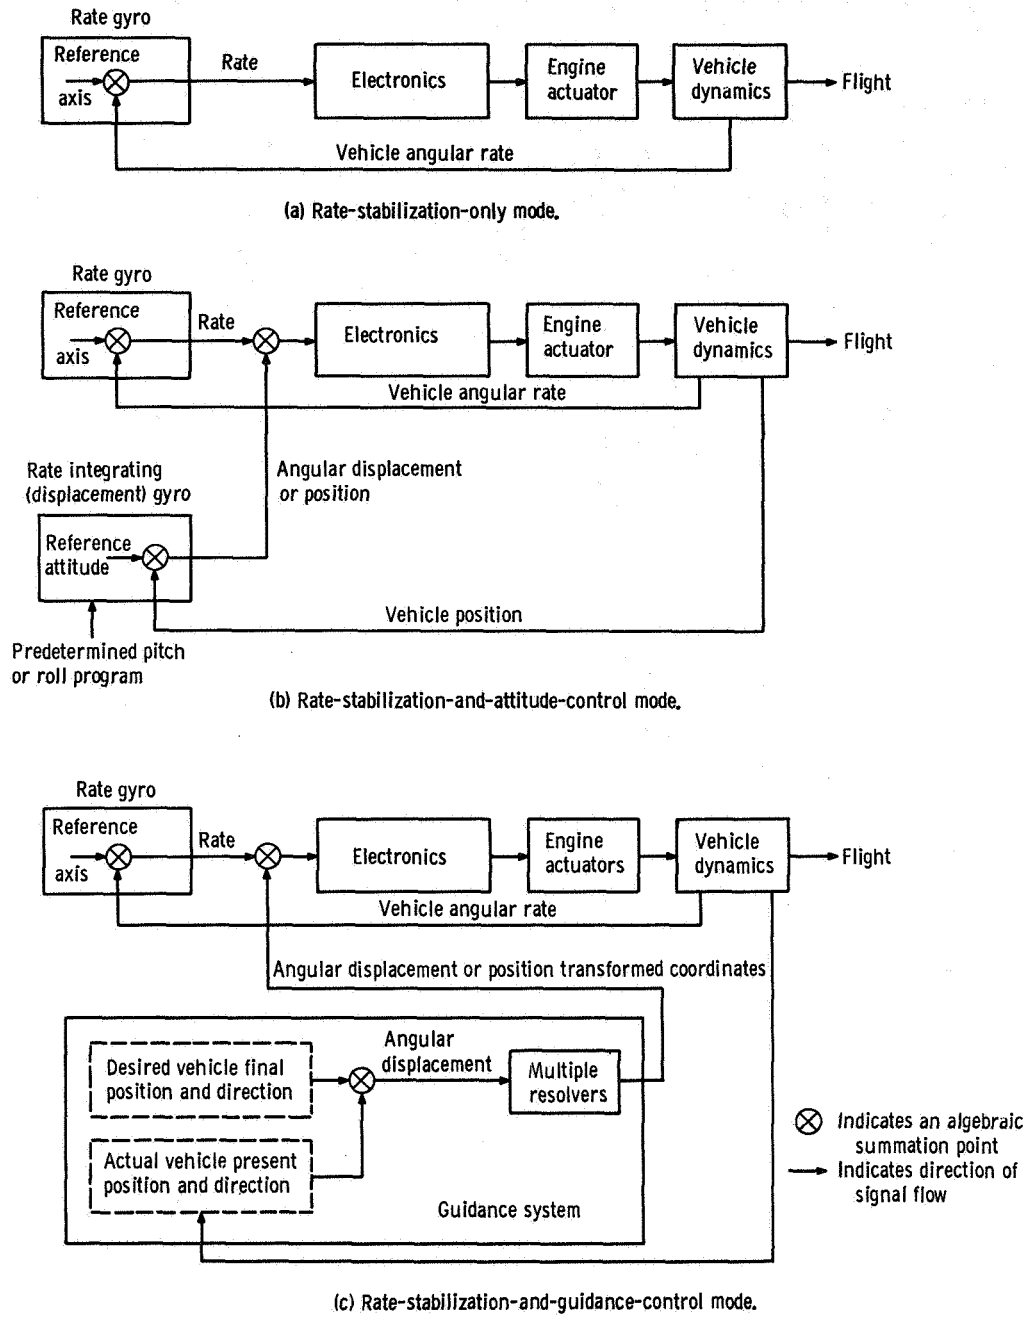 Rate gyro
Reference
axis
Rate
Electronics
Engine
actuator
Vehicle
dynamics
Flight
Vehicle angular rate
(a) Rate-stabilization-only mode.
Rate gyro
Reference
axis
Rate
Electronics
Engine
actuator
Vehicle
dynamics
Flight
Vehicle angular rate
Rate integrating
(displacement) gyro
Angular displacement
or position
Reference
attitude
Vehicle position
Predetermined pitch
or roll program
(b) Rate-stabilization-and-attitude-control mode.
Rate gyro
Reference
axis
Rate
Electronics
Engine
actuators
Vehicle
dynamics
Flight
Vehicle angular rate
Angular displacement or position transformed coordinates
Desired vehicle final
position and direction
Angular
displacement
Multiple
resolvers
Actual vehicle present
position and direction
Guidance system
Indicates an algebraic
summation point
Indicates direction of
signal flow
(c) Rate-stabilization-and-guidance-control mode.